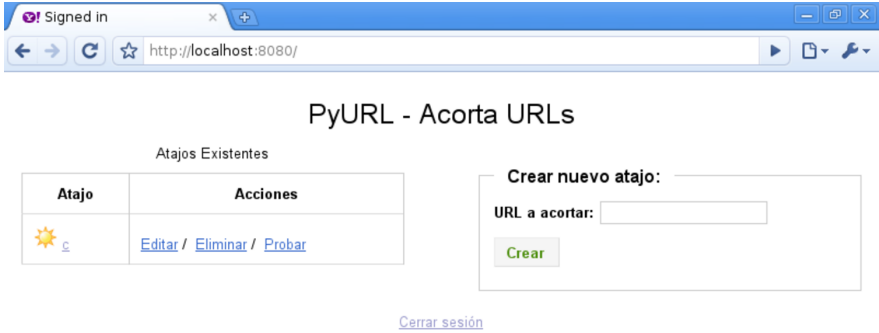 Signed in
http://localhost:8080/
PyURL - Acorta URLs
Atajos Existentes
Atajo Acciones
c Editar / Eliminar / Probar
Crear nuevo atajo:
URL a acortar:
Crear
Cerrar sesión